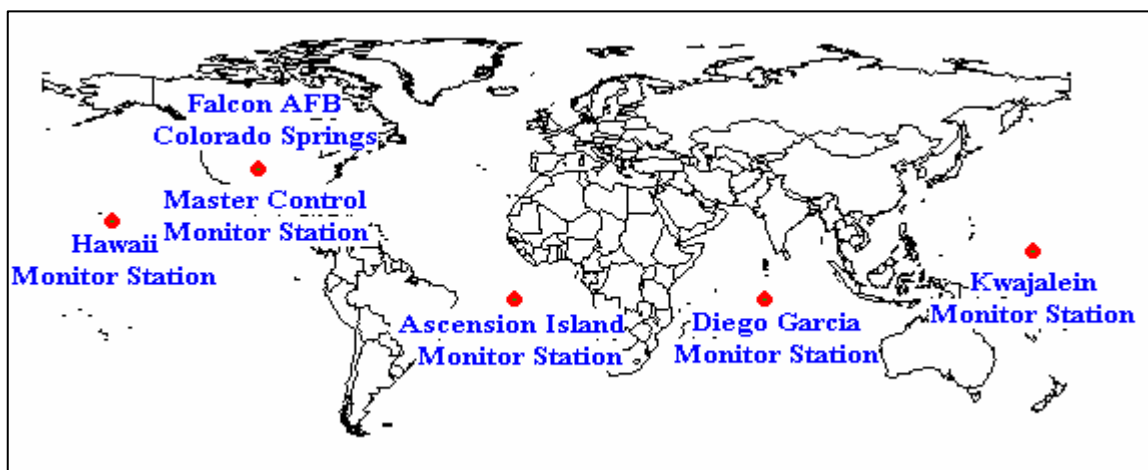 Falcon AFB
Colorado Springs
Master Control
Monitor Station
Hawaii
Monitor Station
Ascension Island
Monitor Station
Diego Garcia
Monitor Station
Kwajalein
Monitor Station